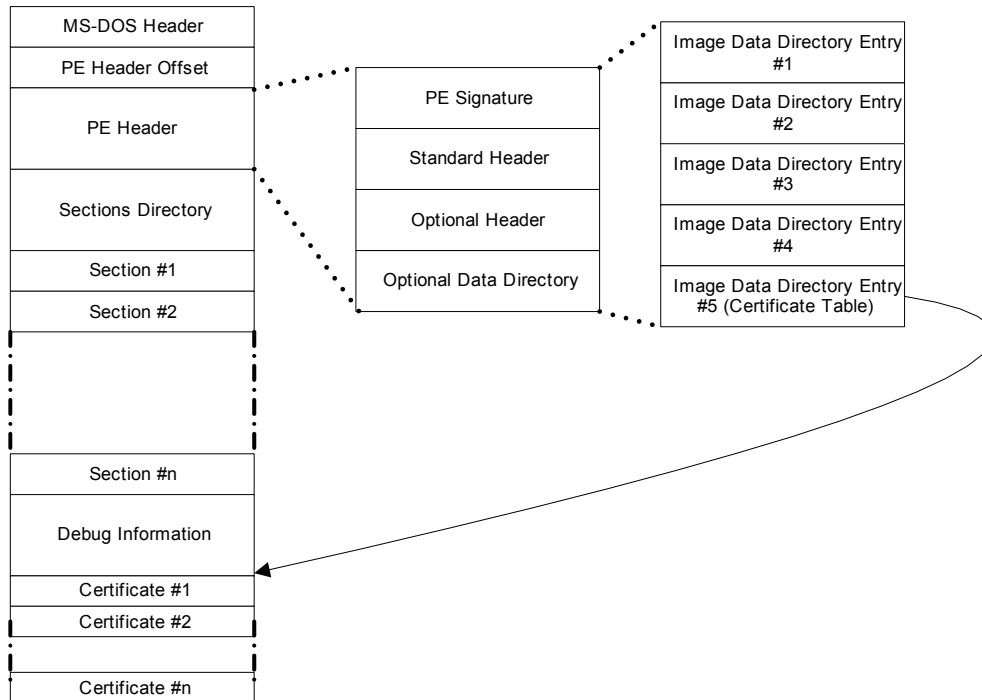 MS-DOS Header
PE Header Offset
PE Header
Sections Directory
Section #1
Section #2
Section #n
Debug Information
Certificate #1
Certificate #2
Certificate #n
PE Signature
Standard Header
Optional Header
Optional Data Directory
Image Data Directory Entry
#1
Image Data Directory Entry
#2
Image Data Directory Entry
#3
Image Data Directory Entry
#4
Image Data Directory Entry
#5 (Certificate Table)